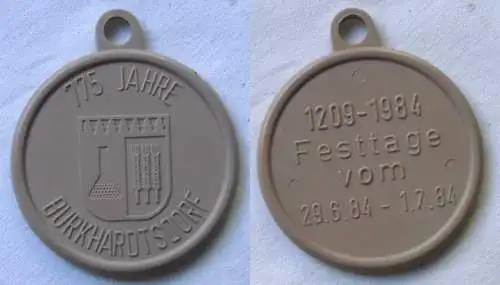 775 JAHRE
BURKHARDTSDORF
1209-1984
Festtage
vom
29.6.84 - 1.7.84